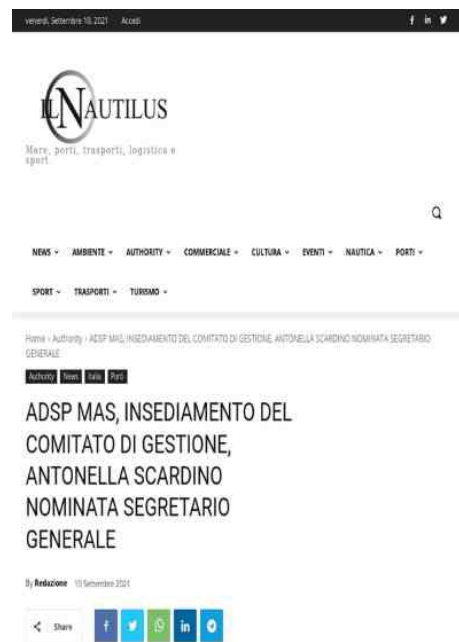 venerdì, Settembre 10, 2021 Accedi
IL NAUTILUS
Mare, porti, trasporti, logistica e
sport
NEWS AMBIENTE AUTHORITY COMMERCIALE CULTURA EVENTI NAUTICA PORTI
SPORT TRASPORTI TURISMO
Home › Authority › ADSP MAS, INSEDIAMENTO DEL COMITATO DI GESTIONE, ANTONELLA SCARDINO NOMINATA SEGRETARIO
GENERALE
Authority News Italia Porti
ADSP MAS, INSEDIAMENTO DEL
COMITATO DI GESTIONE,
ANTONELLA SCARDINO
NOMINATA SEGRETARIO
GENERALE
By Redazione 10 Settembre 2021
Share